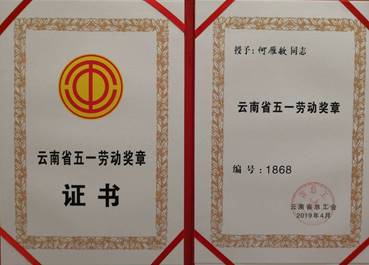 云南省五一劳动奖章
证书
授予：何雁敏同志
云南省五一劳动奖章
编号：1868
云南省总工会
2019年4月